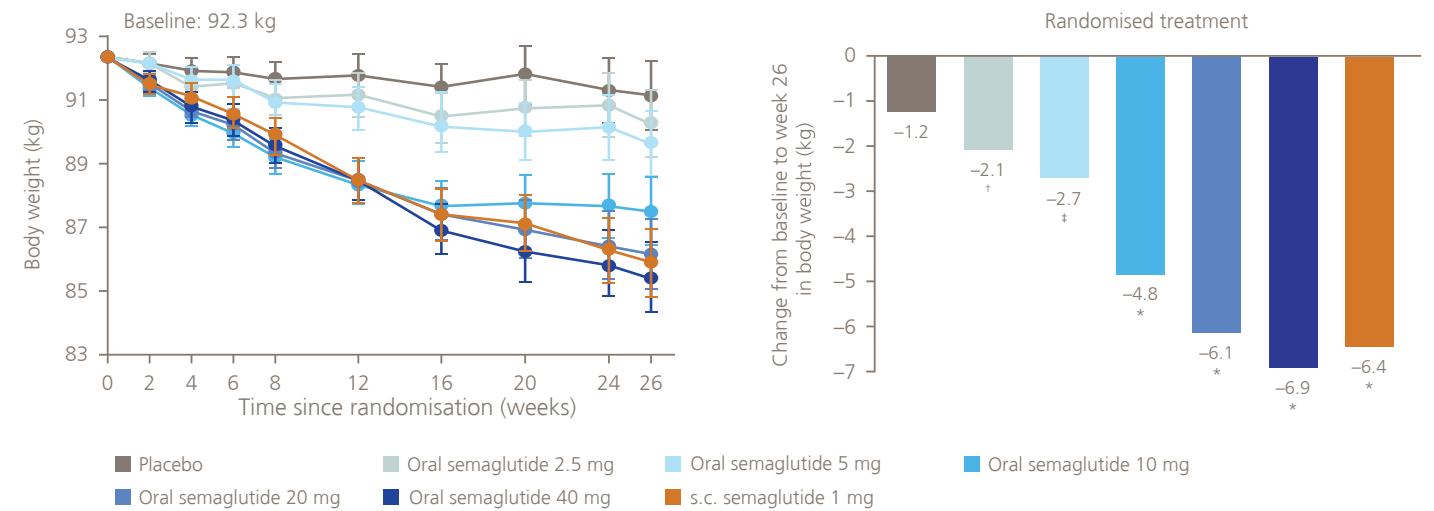 Baseline: 92.3 kg
93
91
89
87
85
83
Body weight (kg)
0 2 4 6 8 12 16 20 24 26
Time since randomisation (weeks)
Randomised treatment
0
–1
–2
–3
–4
–5
–6
–7
Change from baseline to week 26
in body weight (kg)
–1.2
–2.1
†
–2.7
‡
–4.8
*
–6.1
*
–6.9
*
–6.4
*
Placebo
Oral semaglutide 2.5 mg
Oral semaglutide 5 mg
Oral semaglutide 10 mg
Oral semaglutide 20 mg
Oral semaglutide 40 mg
s.c. semaglutide 1 mg